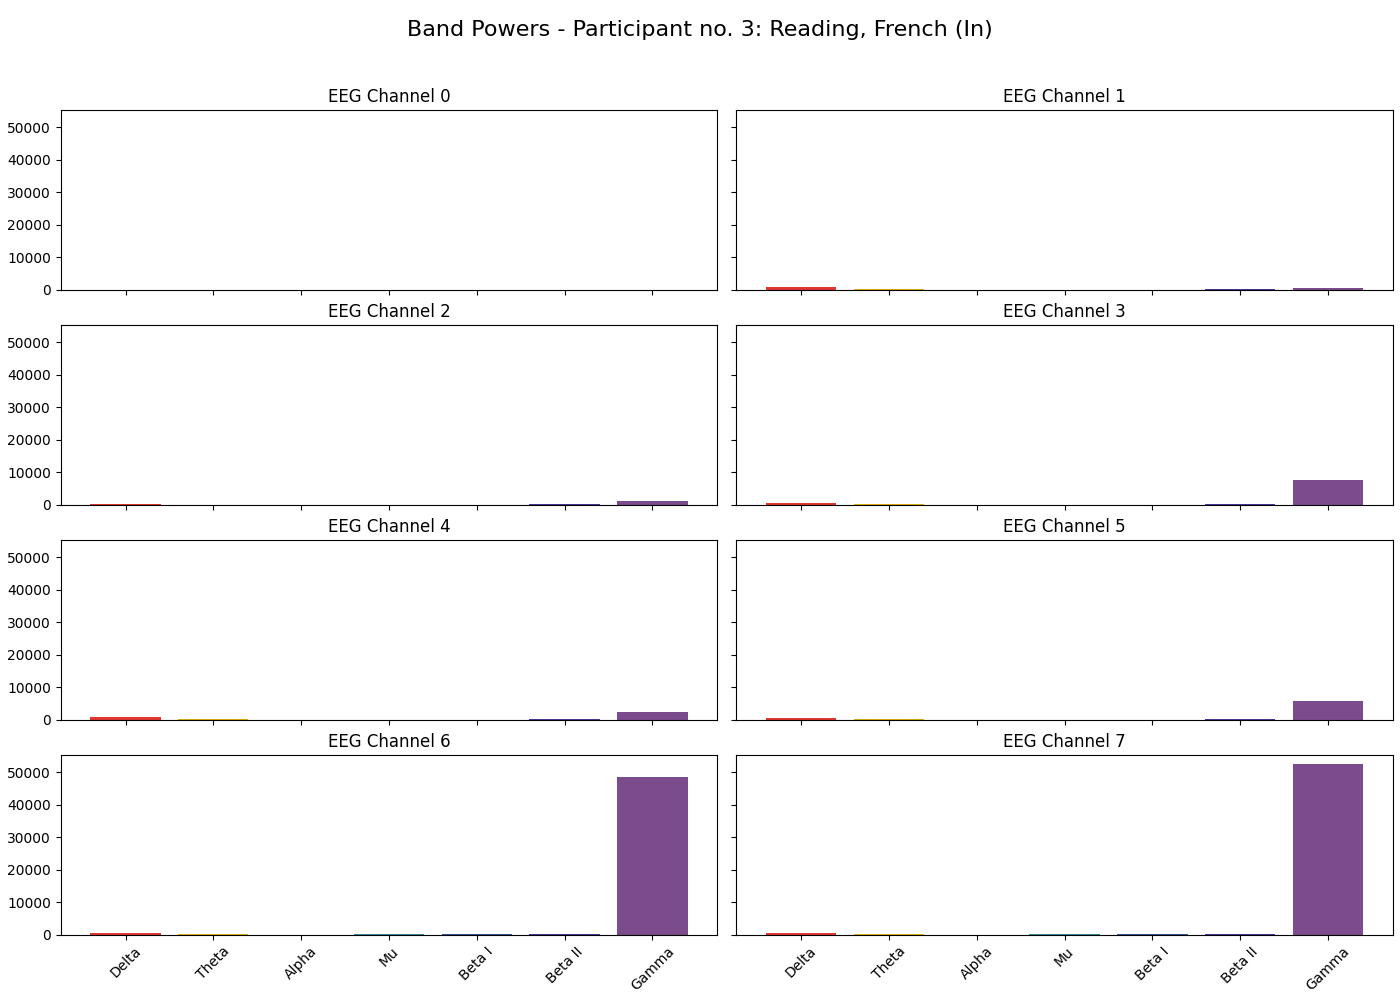 Band Powers - Participant no. 3: Reading, French (In)
EEG Channel 0
EEG Channel 1
50000
40000
30000
20000
10000
0
EEG Channel 2
EEG Channel 3
50000
40000
30000
20000
10000
0
EEG Channel 4
EEG Channel 5
50000
40000
30000
20000
10000
0
EEG Channel 6
EEG Channel 7
50000
40000
30000
20000
10000
0
Delta Theta Alpha Mu Beta I Beta II Gamma
Delta Theta Alpha Mu Beta I Beta II Gamma